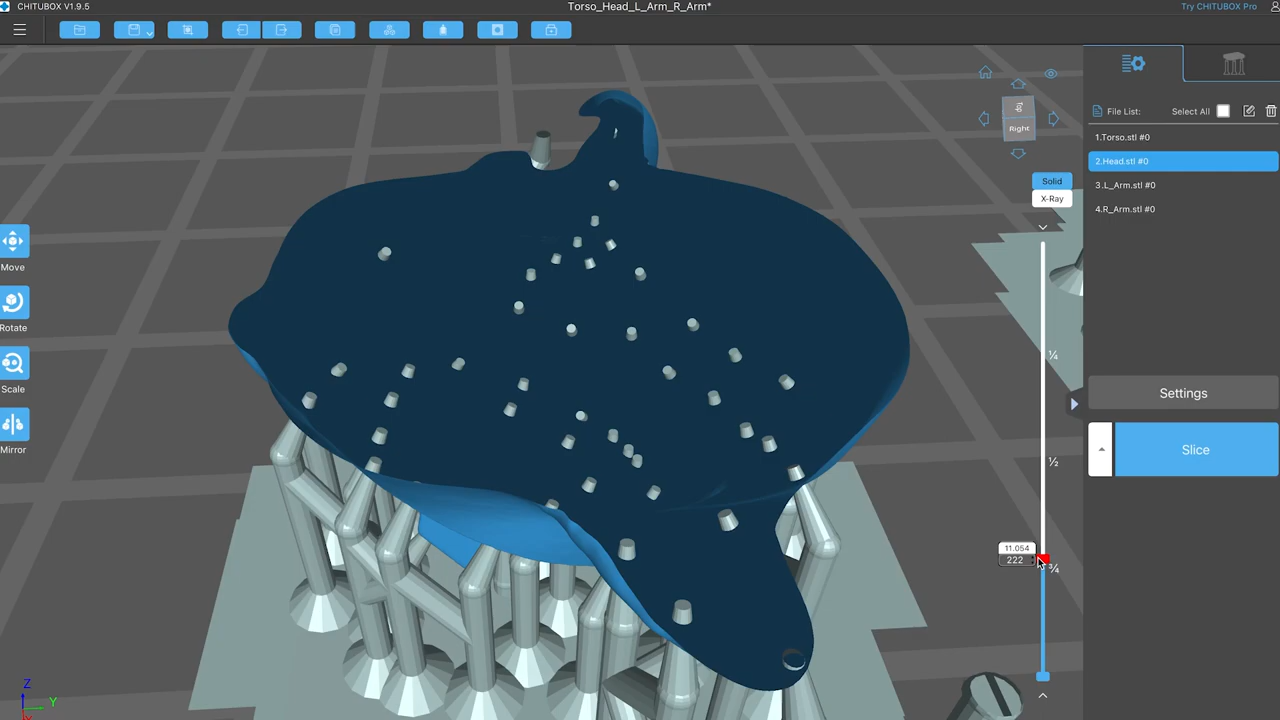 CHITUBOX V1.9.5
Torso_Head_L_Arm_R_Arm*
Try CHITUBOX Pro
File List:
Select All
1.Torso.stl #0
2.Head.stl #0
3.L_Arm.stl #0
4.R_Arm.stl #0
Right
Solid
X-Ray
Move
Rotate
Scale
Mirror
¼
½
¾
11.054
222
Settings
Slice
Z
Y